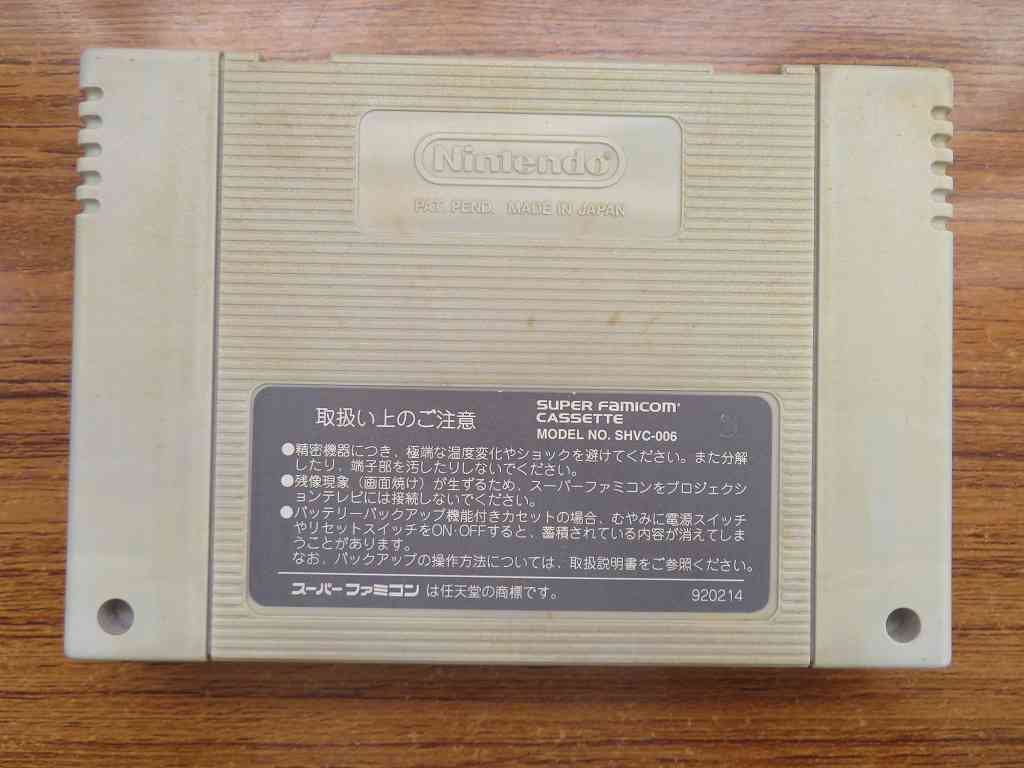 Nintendo®
PAT. PEND. MADE IN JAPAN
取扱い上のご注意
SUPER FAMICOM
CASSETTE
MODEL NO. SHVC-006
●精密機器につき、極端な温度変化やショックを避けてください。また分解
したり、端子部を汚したりしないでください。
●残像現象（画面焼け）が生ずるため、スーパーファミコンをプロジェクシ
ョンテレビには接続しないでください。
●バッテリーバックアップ機能付きカセットの場合、むやみに電源スイッチ
やリセットスイッチをON·OFFすると、蓄積されている内容が消えてしま
うことがあります。
なお、バックアップの操作方法については、取扱説明書をご参照ください。
スーパーファミコン は任天堂の商標です。
920214